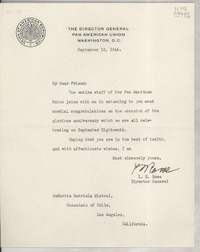 THE DIRECTOR GENERAL
PAN AMERICAN UNION
WASHINGTON, D.C.
September 12, 1946.
My dear Friend:
The entire staff of the Pan American
Union joins with me in extending to you most
cordial congratulations on the occasion of the
glorious anniversary which we are all cele-
brating on September Eighteenth.
Hoping that you are in the best of health,
and with affectionate wishes, I am
Most sincerely yours,
L. S. Rowe
Director General
Señorita Gabriela Mistral,
Consulate of Chile,
Los Angeles,
California.